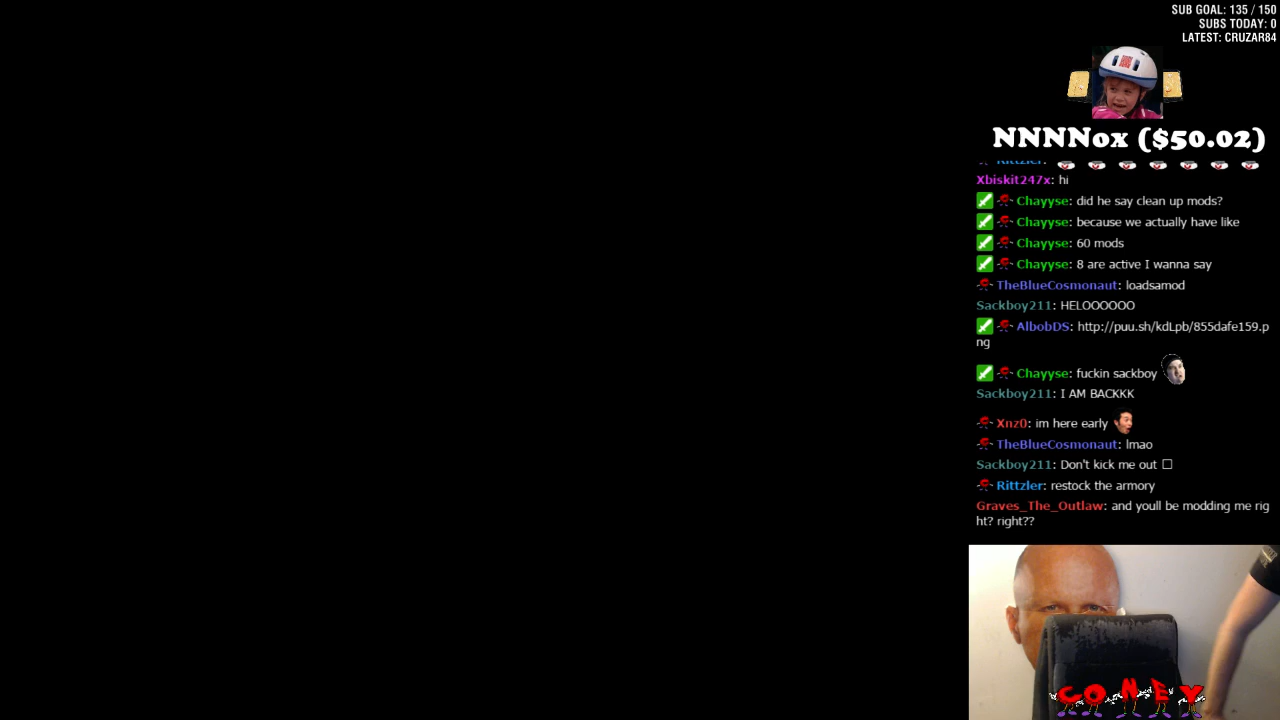 SUB GOAL: 135 / 150
SUBS TODAY: 0
LATEST: CRUZAR84
NNNNox ($50.02)
Rittzler:
Xbiskit247x: hi
Chayyse: did he say clean up mods?
Chayyse: because we actually have like
Chayyse: 60 mods
Chayyse: 8 are active I wanna say
TheBlueCosmonaut: loadsamod
Sackboy211: HELOOOOOO
AlbobDS: http://puu.sh/kdLpb/855dafe159.p
ng
Chayyse: fuckin sackboy
Sackboy211: I AM BACKKK
Xnz0: im here early
TheBlueCosmonaut: lmao
Sackboy211: Don't kick me out □
Rittzler: restock the armory
Graves_The_Outlaw: and youll be modding me rig
ht? right??
CONEY